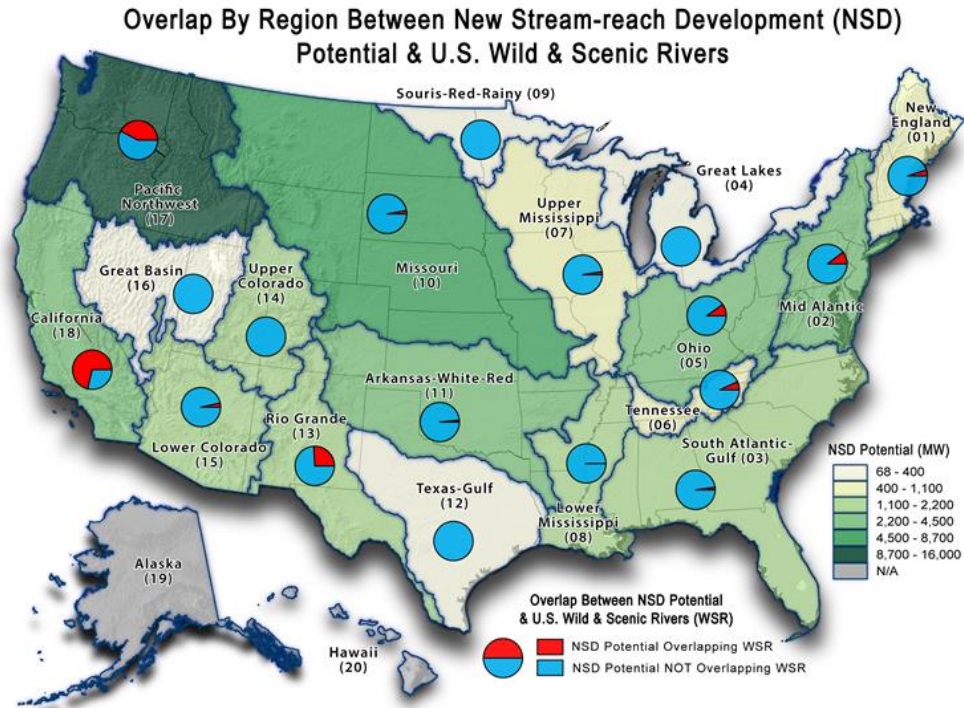 Overlap By Region Between New Stream-reach Development (NSD)
Potential & U.S. Wild & Scenic Rivers
Souris-Red-Rainy (09)
New
England
(01)
Great Lakes
(04)
Pacific
Northwest
(17)
Upper
Mississippi
(07)
Great Basin
(16)
Upper
Colorado
(14)
Missouri
(10)
Mid Alantic
(02)
California
(18)
Ohio
(05)
Arkansas-White-Red
(11)
Tennessee
(06)
Rio Grande
(13)
Lower Colorado
(15)
South Atlantic-
Gulf (03)
Texas-Gulf
(12)
Lower
Mississippi
(08)
Alaska
(19)
Hawaii
(20)
NSD Potential (MW)
68 - 400
400 - 1,100
1,100 - 2,200
2,200 - 4,500
4,500 - 8,700
8,700 - 16,000
N/A
Overlap Between NSD Potential
& U.S. Wild & Scenic Rivers (WSR)
NSD Potential Overlapping WSR
NSD Potential NOT Overlapping WSR